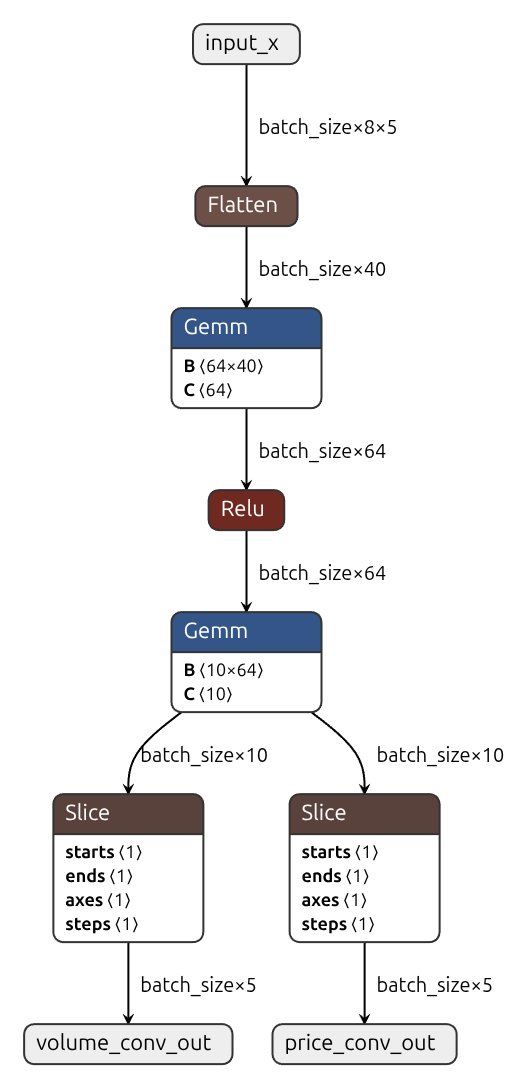 input_x
batch_size×8×5
Flatten
batch_size×40
Gemm
B ⟨64×40⟩
C ⟨64⟩
batch_size×64
Relu
batch_size×64
Gemm
B ⟨10×64⟩
C ⟨10⟩
batch_size×10
batch_size×10
Slice
starts ⟨1⟩
ends ⟨1⟩
axes ⟨1⟩
steps ⟨1⟩
Slice
starts ⟨1⟩
ends ⟨1⟩
axes ⟨1⟩
steps ⟨1⟩
batch_size×5
batch_size×5
volume_conv_out
price_conv_out